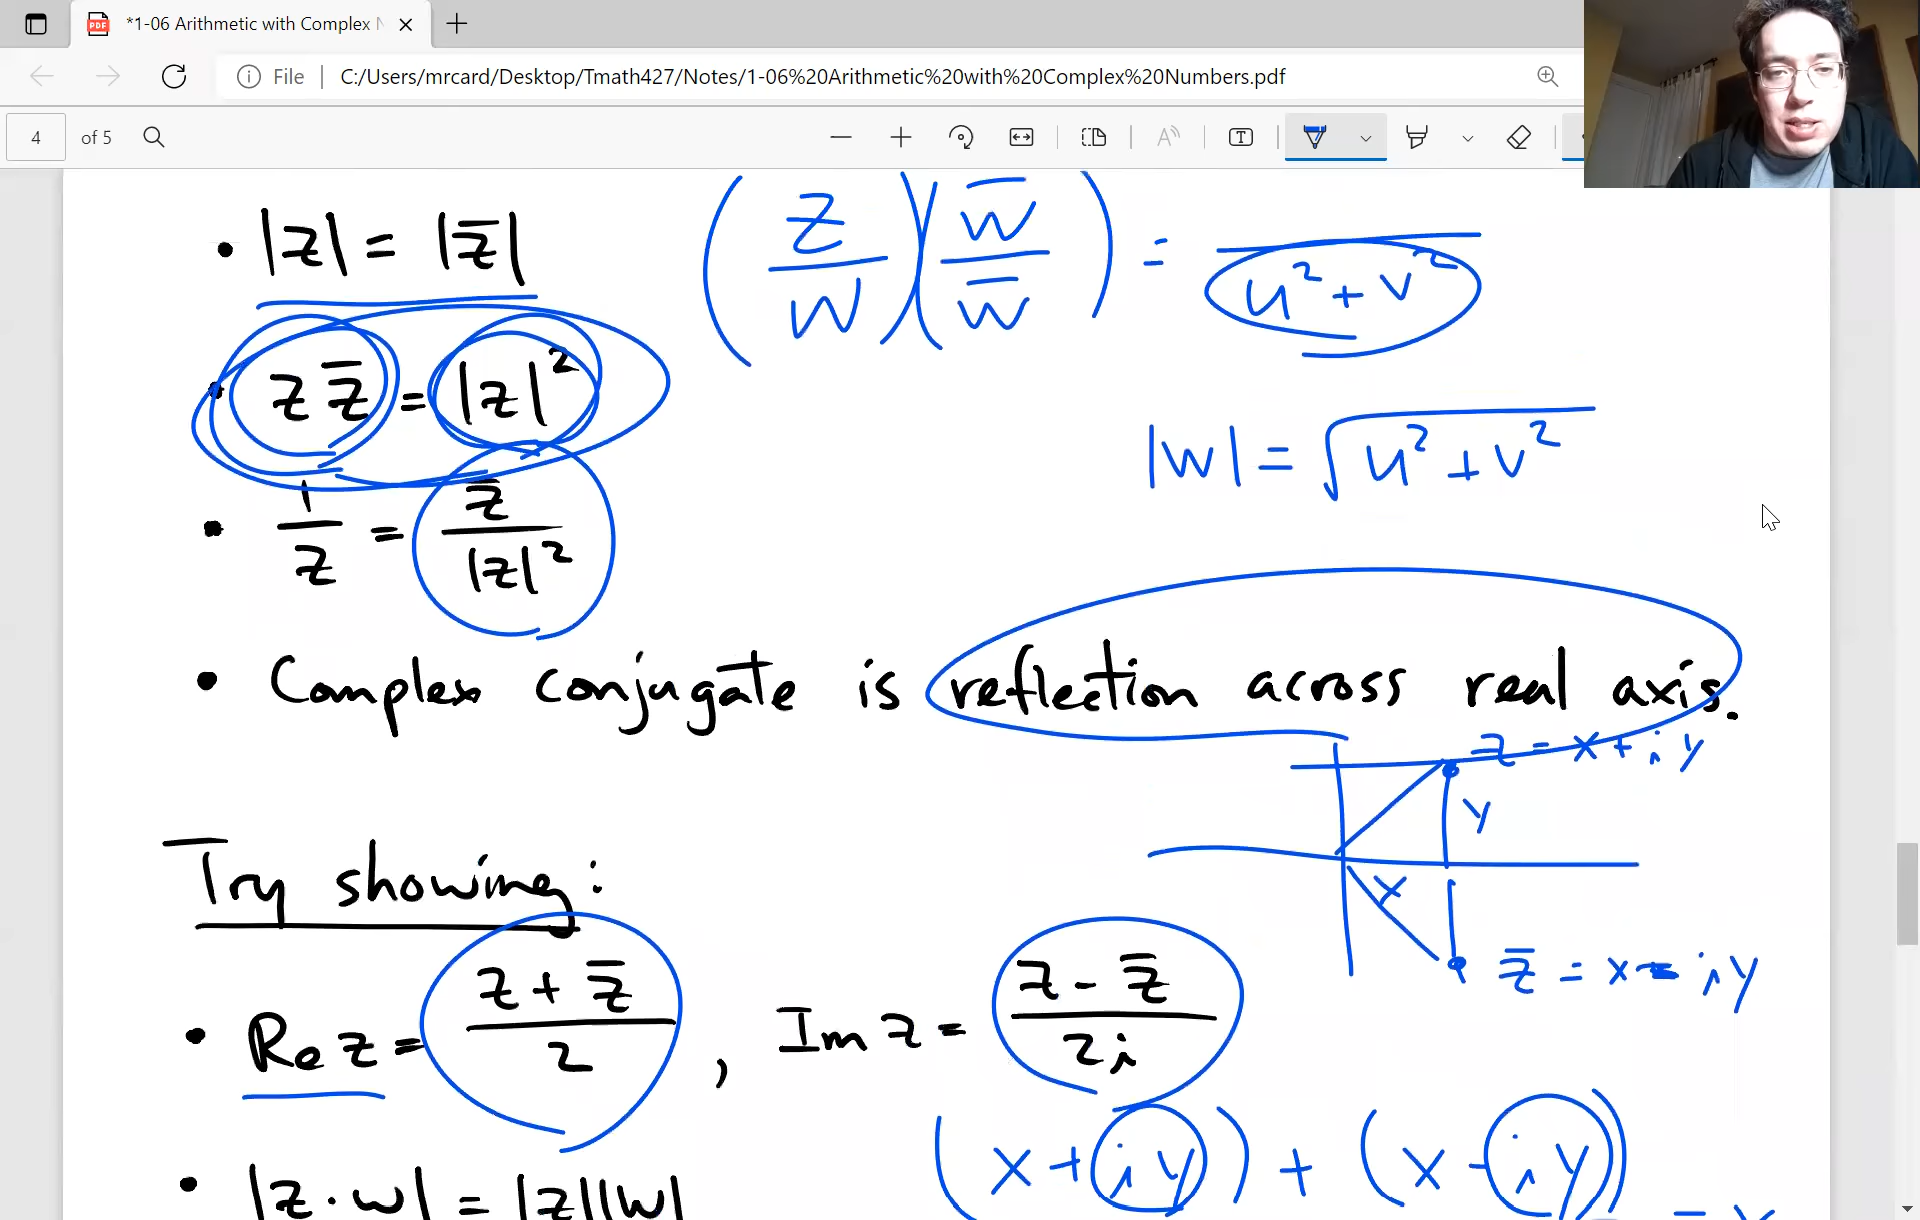 *1-06 Arithmetic with Complex N
File | C:/Users/mrcard/Desktop/Tmath427/Notes/1-06%20Arithmetic%20with%20Complex%20Numbers.pdf
4 of 5
• |z| = |z̄|
(z/w)(w̄/w̄) = /(u² + v²)
• z z̄ = |z|²
|w| = √(u² + v²)
• 1/z = z̄/|z|²
• Complex conjugate is reflection across real axis.
z = x + iy
y
x
z̄ = x - iy
Try showing:
• Re z = (z + z̄)/2 , Im z = (z - z̄)/2i
(x + iy) + (x - iy)
• |z · w| = |z||w|